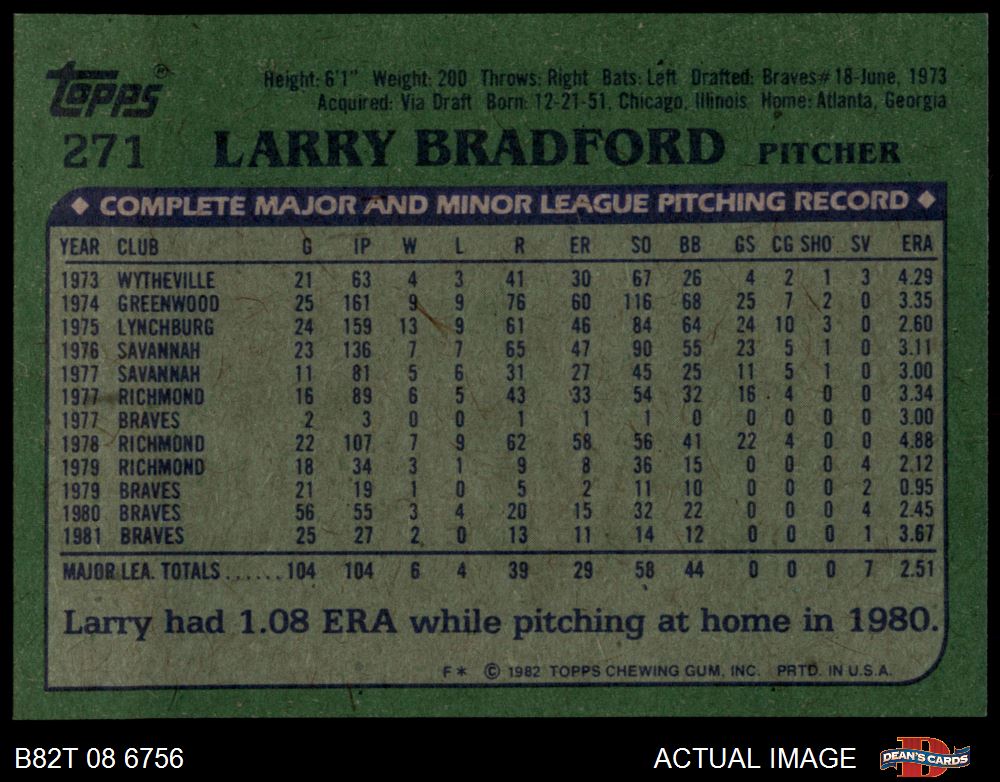 Topps®
Height: 6'1" Weight: 200 Throws: Right Bats: Left Drafted: Braves #18-June, 1973
Acquired: Via Draft Born: 12-21-51, Chicago, Illinois Home: Atlanta, Georgia
271 LARRY BRADFORD PITCHER
◆ COMPLETE MAJOR AND MINOR LEAGUE PITCHING RECORD ◆
YEAR CLUB G IP W L R ER SO BB GS CG SHO SV ERA
1973 WYTHEVILLE 21 63 4 3 41 30 67 26 4 2 1 3 4.29
1974 GREENWOOD 25 161 9 9 76 60 116 68 25 7 2 0 3.35
1975 LYNCHBURG 24 159 13 9 61 46 84 64 24 10 3 0 2.60
1976 SAVANNAH 23 136 7 7 65 47 90 55 23 5 1 0 3.11
1977 SAVANNAH 11 81 5 6 31 27 45 25 11 5 1 0 3.00
1977 RICHMOND 16 89 6 5 43 33 54 32 16 4 0 0 3.34
1977 BRAVES 2 3 0 0 1 1 1 0 0 0 0 0 3.00
1978 RICHMOND 22 107 7 9 62 58 56 41 22 4 0 0 4.88
1979 RICHMOND 18 34 3 1 9 8 36 15 0 0 0 4 2.12
1979 BRAVES 21 19 1 0 5 2 11 10 0 0 0 2 0.95
1980 BRAVES 56 55 3 4 20 15 32 22 0 0 0 4 2.45
1981 BRAVES 25 27 2 0 13 11 14 12 0 0 0 1 3.67
MAJOR LEA. TOTALS ...... 104 104 6 4 39 29 58 44 0 0 0 7 2.51
Larry had 1.08 ERA while pitching at home in 1980.
F* © 1982 TOPPS CHEWING GUM, INC. PRTD. IN U.S.A.
B82T 08 6756 ACTUAL IMAGE DEAN'S CARDS